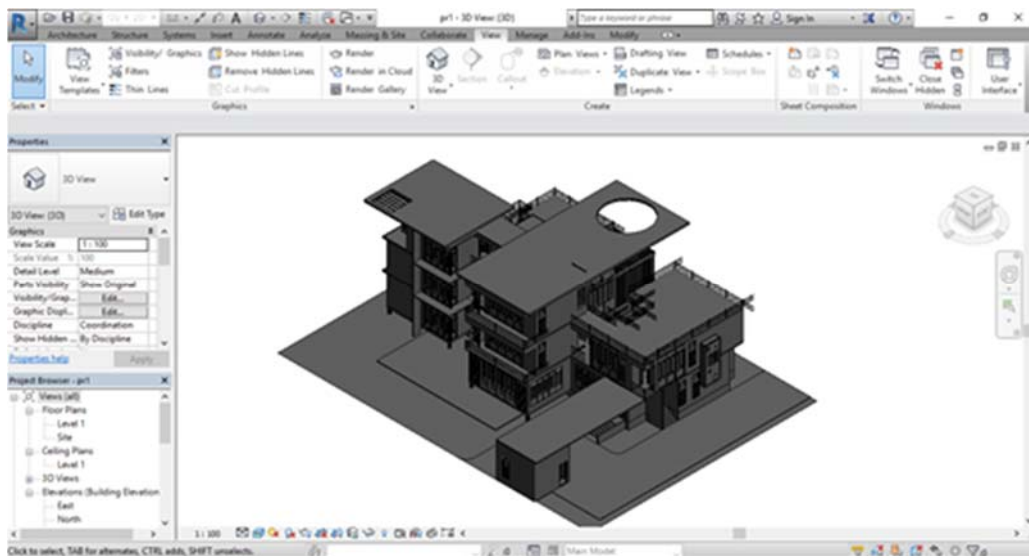 pr1 - 3D View: {3D}
Type a keyword or phrase
Sign In
Architecture Structure Systems Insert Annotate Analyze Massing & Site Collaborate View Manage Add-Ins Modify
Modify
View Templates
Visibility/ Graphics
Filters
Thin Lines
Show Hidden Lines
Remove Hidden Lines
Cut Profile
Render
Render in Cloud
Render Gallery
3D View
Section
Callout
Plan Views
Elevation
Drafting View
Duplicate View
Legends
Schedules
Scope Box
Switch Windows
Close Hidden
User Interface
Select Graphics Create Sheet Composition Windows
Properties
3D View
3D View: {3D} Edit Type
Graphics
View Scale 1 : 100
Scale Value 1: 100
Detail Level Medium
Parts Visibility Show Original
Visibility/Grap... Edit...
Graphic Displ... Edit...
Discipline Coordination
Show Hidden ... By Discipline
Properties help Apply
Project Browser - pr1
Views (all)
Floor Plans
Level 1
Site
Ceiling Plans
Level 1
3D Views
Elevations (Building Elevation
East
North
1 : 100
Click to select, TAB for alternates, CTRL adds, SHIFT unselects.
Main Model